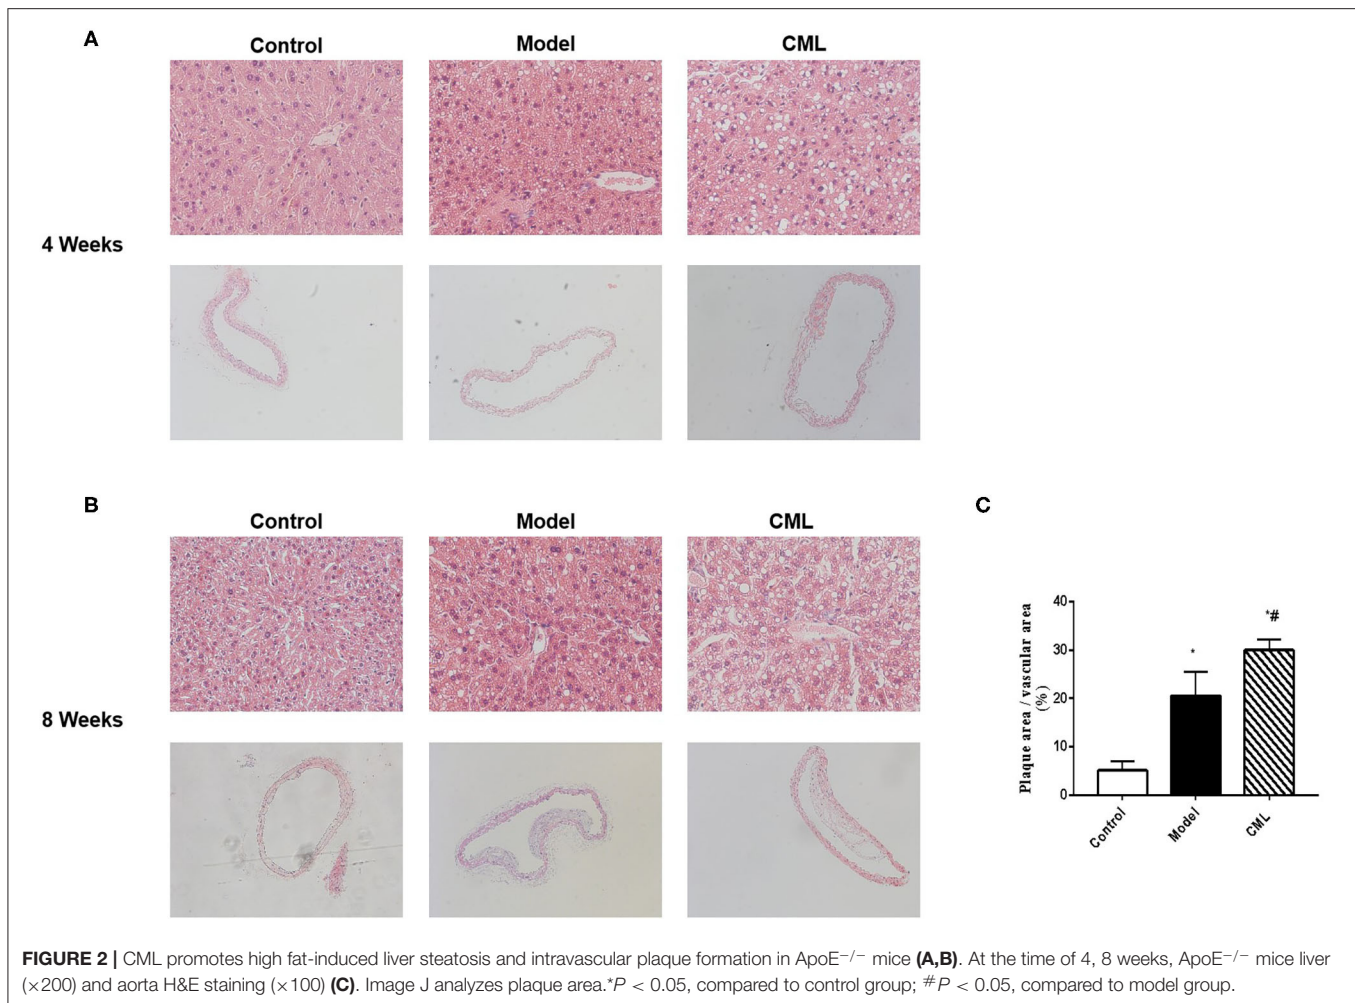 A
Control Model CML
4 Weeks
B
Control Model CML
8 Weeks
C
Plaque area / vascular area
(%)
40
30
20
10
0
*
*#
Control Model CML
FIGURE 2 | CML promotes high fat-induced liver steatosis and intravascular plaque formation in ApoE−/− mice (A,B). At the time of 4, 8 weeks, ApoE−/− mice liver
(×200) and aorta H&E staining (×100) (C). Image J analyzes plaque area.*P < 0.05, compared to control group; #P < 0.05, compared to model group.